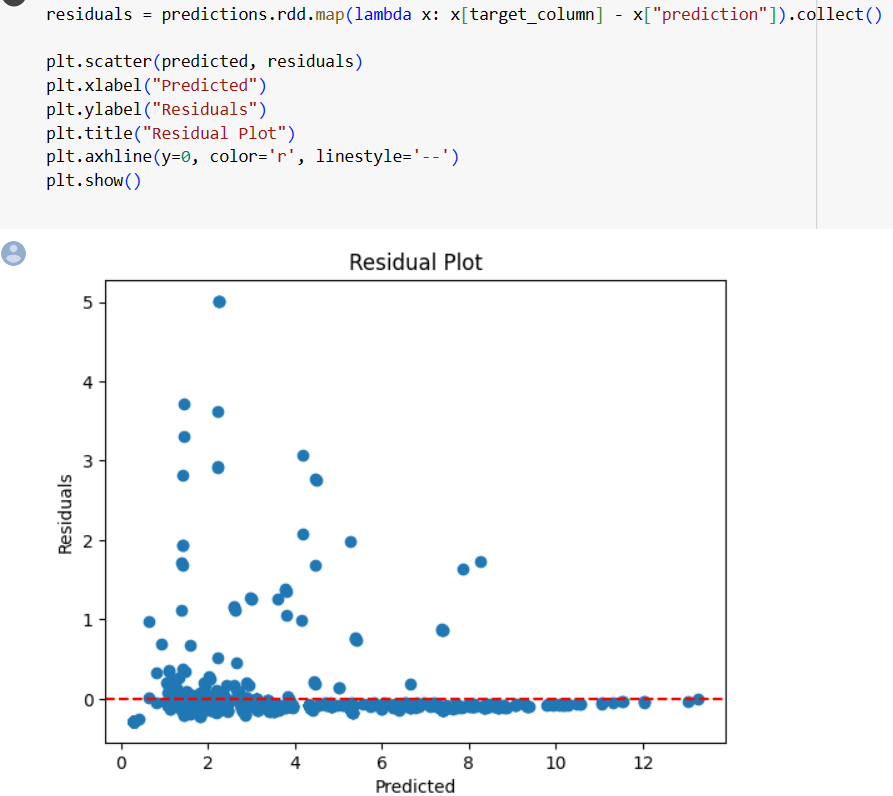 residuals = predictions.rdd.map(lambda x: x[target_column] - x["prediction"]).collect()
plt.scatter(predicted, residuals)
plt.xlabel("Predicted")
plt.ylabel("Residuals")
plt.title("Residual Plot")
plt.axhline(y=0, color='r', linestyle='--')
plt.show()
Residual Plot
5
4
3
2
1
0
Residuals
0 2 4 6 8 10 12
Predicted